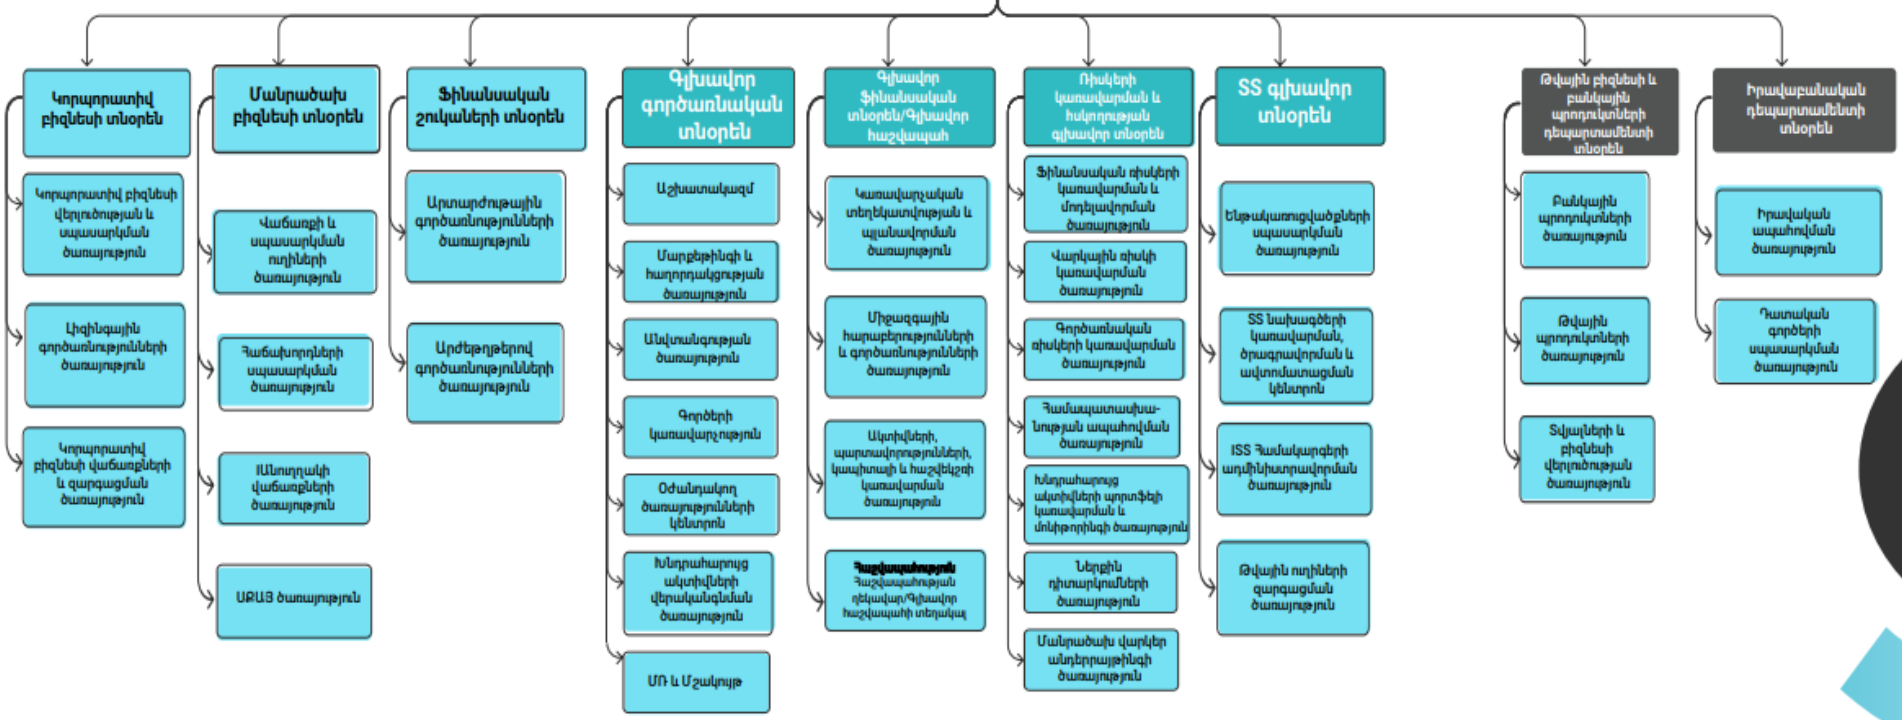 Կորպորատիվ
բիզնեսի տնօրեն
Կորպորատիվ բիզնեսի
վերլուծության և
սպասարկման
ծառայություն
Լիզինգային
գործառնությունների
ծառայություն
Կորպորատիվ
բիզնեսի վաճառքների
և զարգացման
ծառայություն
Մանրածախ
բիզնեսի տնօրեն
Վաճառքի և
սպասարկման
ուղիների
ծառայություն
Հաճախորդների
սպասարկման
ծառայություն
ԻԱնուղղակի
վաճառքների
ծառայություն
ԱՔԱՅ ծառայություն
Ֆինանսական
շուկաների տնօրեն
Արտարժութային
գործառնությունների
ծառայություն
Արժեթղթերով
գործառնությունների
ծառայություն
Գլխավոր
գործառնական
տնօրեն
Աշխատակազմ
Մարքեթինգի և
հաղորդակցության
ծառայություն
Անվտանգության
ծառայություն
Գործերի
կառավարչություն
Օժանդակող
ծառայությունների
կենտրոն
Խնդրահարույց
ակտիվների
վերականգնման
ծառայություն
ՄՌ և Մշակույթ
Գլխավոր
ֆինանսական
տնօրեն/Գլխավոր
հաշվապահ
Կառավարչական
տեղեկատվության և
պլանավորման
ծառայություն
Միջազգային
հարաբերությունների
և գործառնությունների
ծառայություն
Ակտիվների,
պարտավորությունների,
կապիտալի և հաշվեկշռի
կառավարման
ծառայություն
Հաշվապահություն
Հաշվապահության
ղեկավար/Գլխավոր
հաշվապահի տեղակալ
Ռիսկերի
կառավարման և
հսկողության
գլխավոր տնօրեն
Ֆինանսական ռիսկերի
կառավարման և
մոդելավորման
ծառայություն
Վարկային ռիսկի
կառավարման
ծառայություն
Գործառնական
ռիսկերի կառավարման
ծառայություն
Համապատասխա-
նության ապահովման
ծառայություն
Խնդրահարույց
ակտիվների պորտֆելի
կառավարման և
մոնիթորինգի ծառայություն
Ներքին
դիտարկումների
ծառայություն
Մանրածախ վարկեր
անդերրայթինգի
ծառայություն
ՏՏ գլխավոր
տնօրեն
Ենթակառուցվածքների
սպասարկման
ծառայություն
ՏՏ նախագծերի
կառավարման,
ծրագրավորման և
ավտոմատացման
կենտրոն
ISS Համակարգերի
ադմինիստրավորման
ծառայություն
Թվային ուղիների
զարգացման
ծառայություն
Թվային բիզնեսի և
բանկային
պրոդուկտների
դեպարտամենտի
տնօրեն
Բանկային
պրոդուկտների
ծառայություն
Թվային
պրոդուկտների
ծառայություն
Տվյալների և
բիզնեսի
վերլուծության
ծառայություն
Իրավաբանական
դեպարտամենտի
տնօրեն
Իրավական
ապահովման
ծառայություն
Դատական
գործերի
սպասարկման
ծառայություն